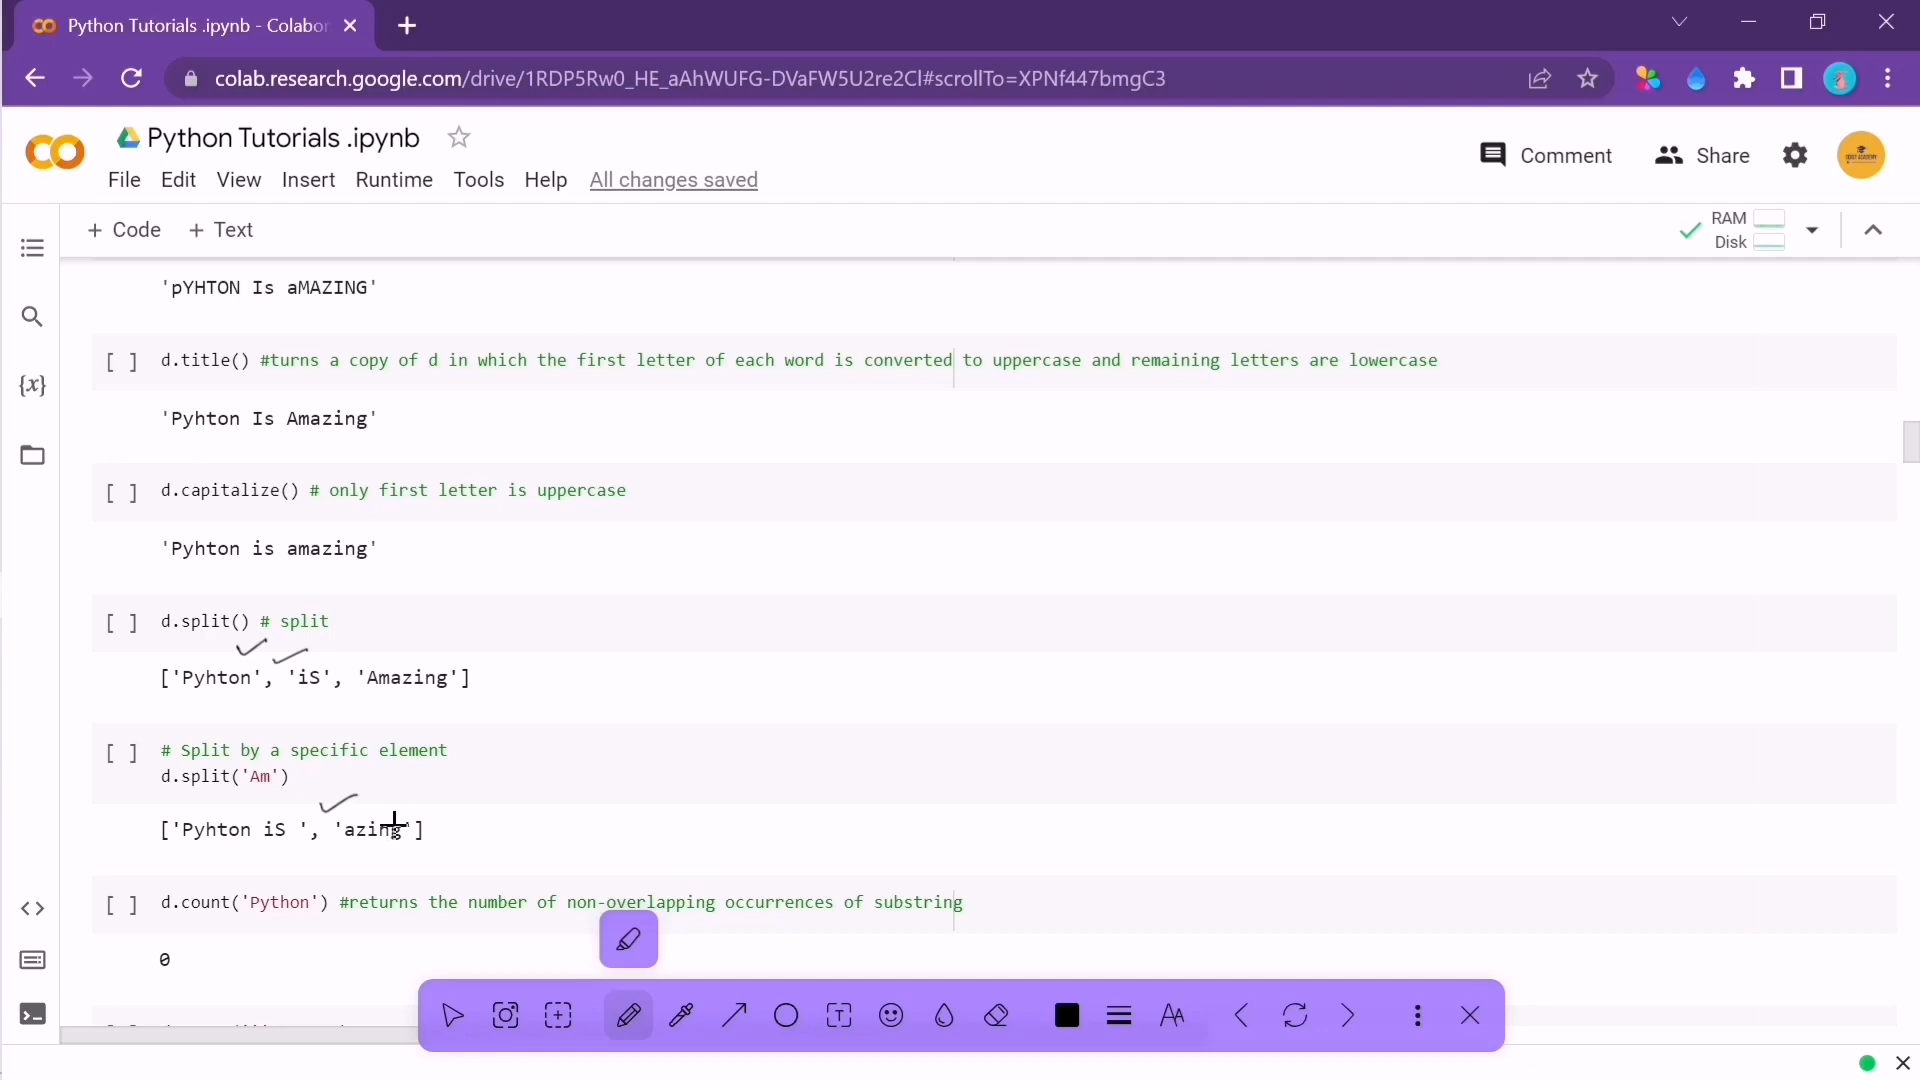 Python Tutorials .ipynb - Colabor
colab.research.google.com/drive/1RDP5Rw0_HE_aAhWUFG-DVaFW5U2re2Cl#scrollTo=XPNf447bmgC3
Python Tutorials .ipynb
Comment
Share
File Edit View Insert Runtime Tools Help All changes saved
+ Code + Text
RAM
Disk
'pYHTON Is aMAZING'
[ ] d.title() #turns a copy of d in which the first letter of each word is converted to uppercase and remaining letters are lowercase
'Pyhton Is Amazing'
[ ] d.capitalize() # only first letter is uppercase
'Pyhton is amazing'
[ ] d.split() # split
['Pyhton', 'iS', 'Amazing']
[ ] # Split by a specific element
d.split('Am')
['Pyhton iS ', 'azing']
[ ] d.count('Python') #returns the number of non-overlapping occurrences of substring
0